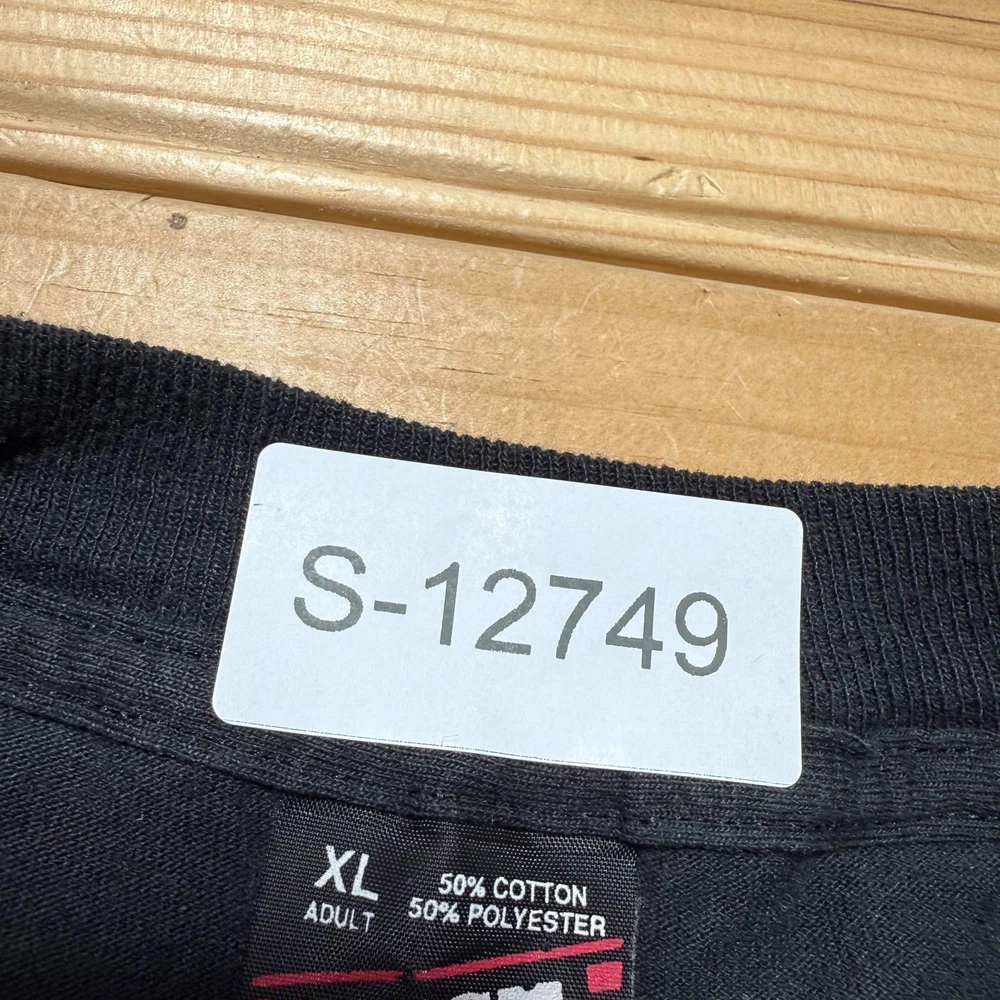 S-12749
XL
ADULT
50% COTTON
50% POLYESTER